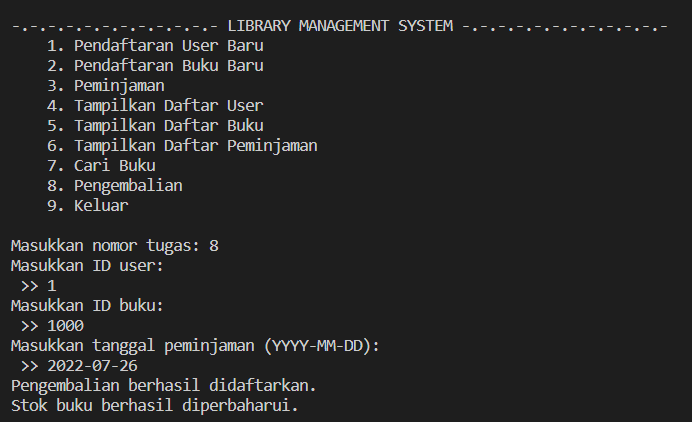 -.-.-.-.-.-.-.-.-.-.-.- LIBRARY MANAGEMENT SYSTEM -.-.-.-.-.-.-.-.-.-.-.-
1. Pendaftaran User Baru
2. Pendaftaran Buku Baru
3. Peminjaman
4. Tampilkan Daftar User
5. Tampilkan Daftar Buku
6. Tampilkan Daftar Peminjaman
7. Cari Buku
8. Pengembalian
9. Keluar
Masukkan nomor tugas: 8
Masukkan ID user:
>> 1
Masukkan ID buku:
>> 1000
Masukkan tanggal peminjaman (YYYY-MM-DD):
>> 2022-07-26
Pengembalian berhasil didaftarkan.
Stok buku berhasil diperbaharui.